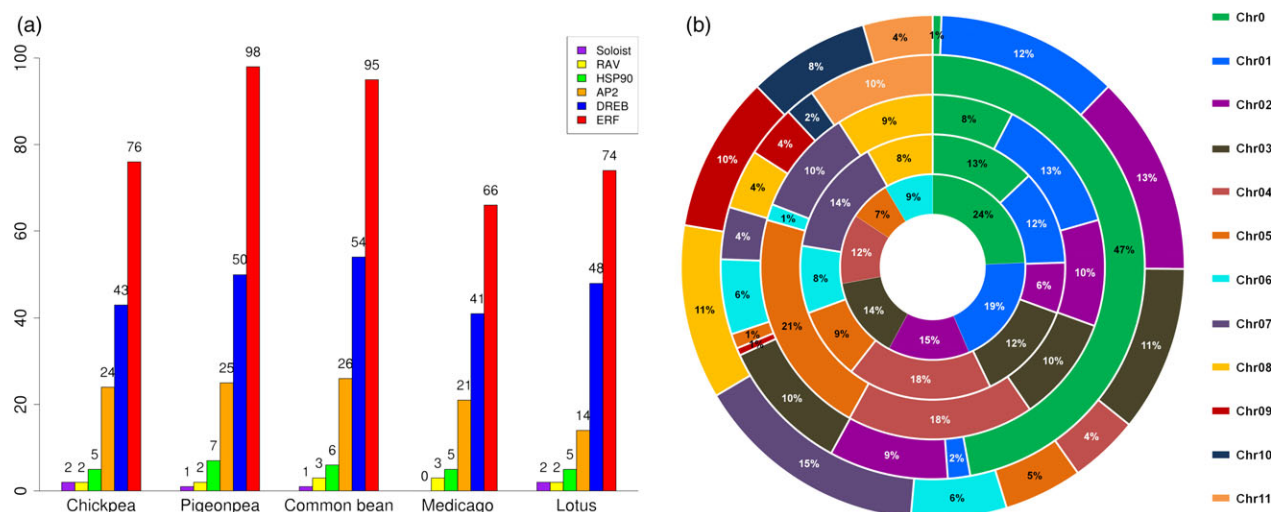 (a)
Soloist
RAV
HSP90
AP2
DREB
ERF
100
80
60
40
20
0
2 2 5 24 43 76
1 2 7 25 50 98
1 3 6 26 54 95
0 3 5 21 41 66
2 2 5 14 48 74
Chickpea Pigeonpea Common bean Medicago Lotus
(b)
1% 12% 13% 11% 4% 5% 6% 15% 11% 10% 8% 4%
47% 2% 9% 10% 1% 6% 4% 4% 4% 2% 10%
8% 13% 10% 10% 18% 21% 1% 10% 9%
13% 12% 6% 12% 18% 9% 8% 14% 8%
24% 19% 15% 14% 12% 7% 9%
Chr0
Chr01
Chr02
Chr03
Chr04
Chr05
Chr06
Chr07
Chr08
Chr09
Chr10
Chr11